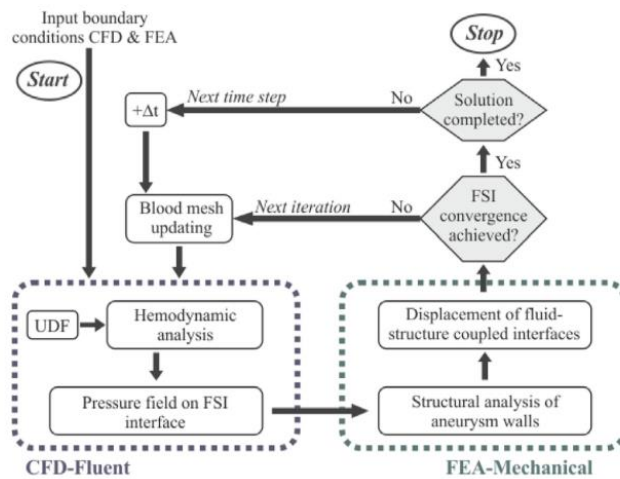 Input boundary
conditions CFD & FEA
Start
Stop
Yes
Solution
completed?
No
Next time step
+Δt
Yes
FSI
convergence
achieved?
No
Next iteration
Blood mesh
updating
UDF
Hemodynamic
analysis
Pressure field on FSI
interface
CFD-Fluent
Displacement of fluid-
structure coupled interfaces
Structural analysis of
aneurysm walls
FEA-Mechanical